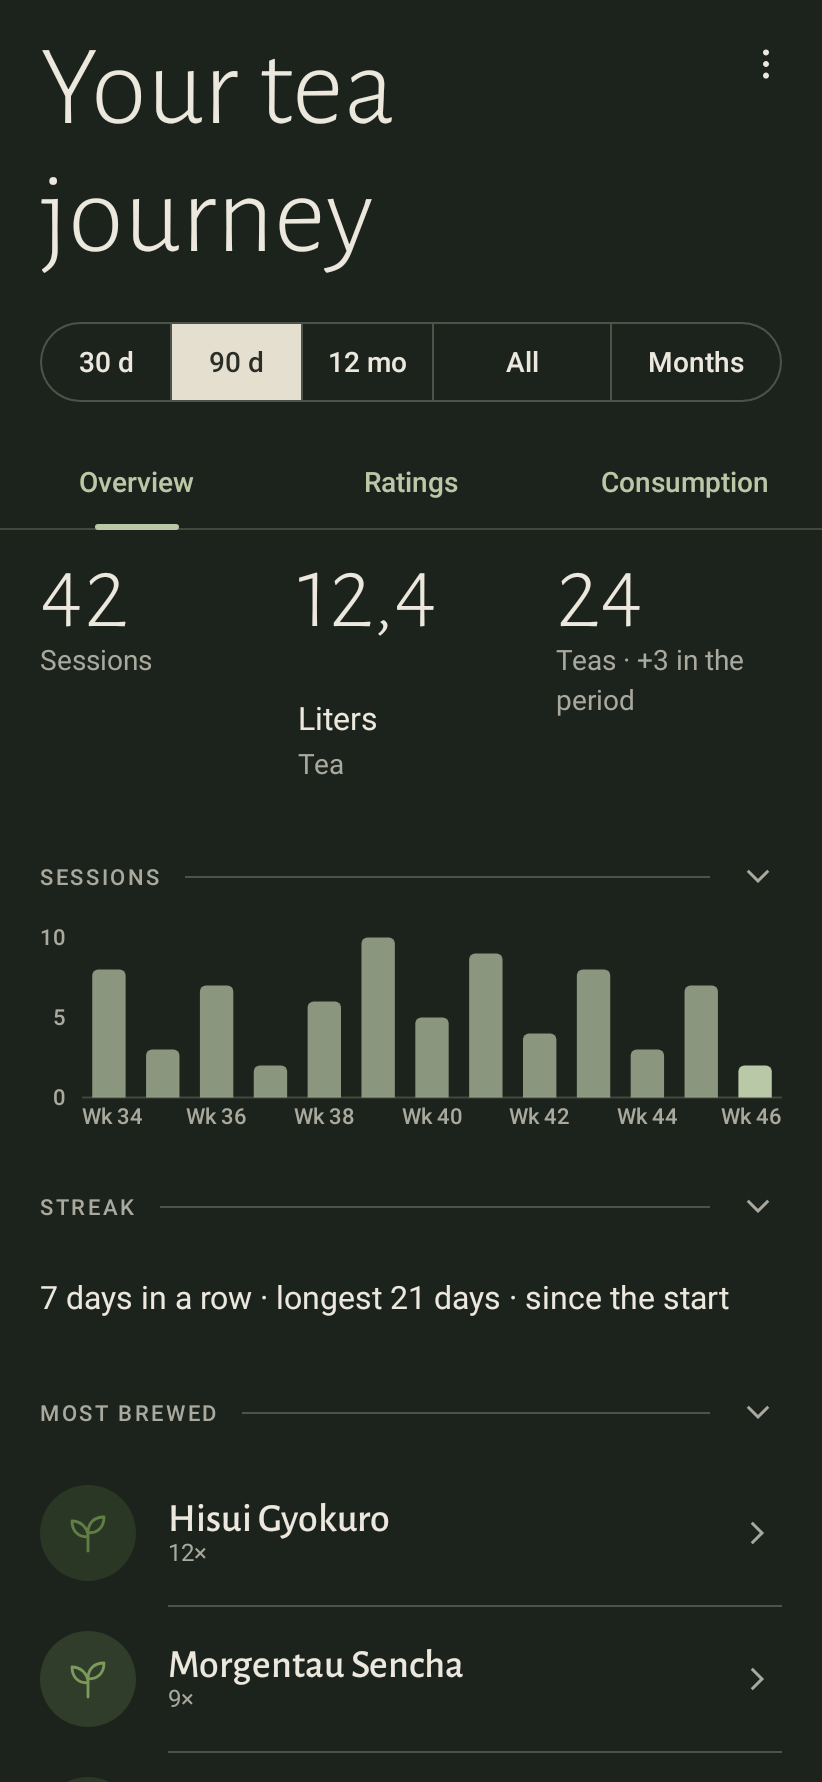 Your tea
journey
30 d
90 d
12 mo
All
Months
Overview
Ratings
Consumption
42
Sessions
12,4
Liters
Tea
24
Teas · +3 in the
period
SESSIONS
10
5
0
Wk 34
Wk 36
Wk 38
Wk 40
Wk 42
Wk 44
Wk 46
STREAK
7 days in a row · longest 21 days · since the start
MOST BREWED
Hisui Gyokuro
12×
Morgentau Sencha
9×